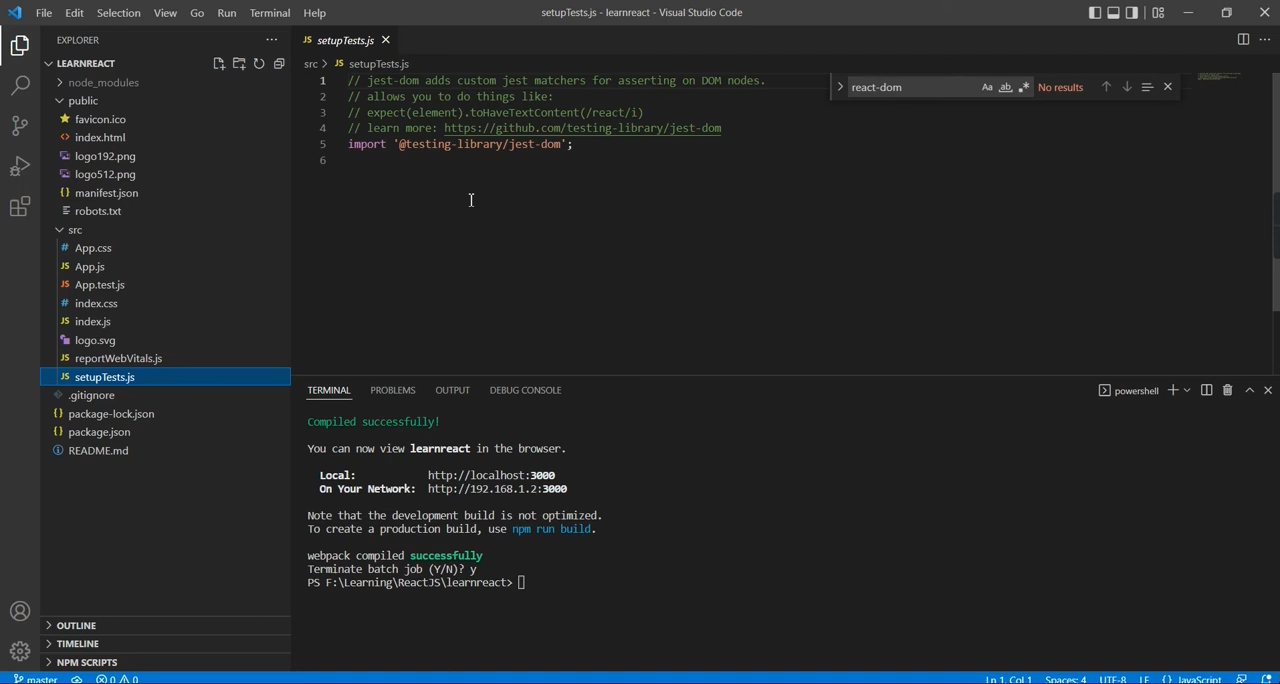 File Edit Selection View Go Run Terminal Help
setupTests.js - learnreact - Visual Studio Code
EXPLORER
LEARNREACT
node_modules
public
favicon.ico
index.html
logo192.png
logo512.png
manifest.json
robots.txt
src
App.css
App.js
App.test.js
index.css
index.js
logo.svg
reportWebVitals.js
setupTests.js
.gitignore
package-lock.json
package.json
README.md
OUTLINE
TIMELINE
NPM SCRIPTS
JS setupTests.js
src > JS setupTests.js
react-dom Aa ab No results
1 // jest-dom adds custom jest matchers for asserting on DOM nodes.
2 // allows you to do things like:
3 // expect(element).toHaveTextContent(/react/i)
4 // learn more: https://github.com/testing-library/jest-dom
5 import '@testing-library/jest-dom';
6
TERMINAL PROBLEMS OUTPUT DEBUG CONSOLE
powershell
Compiled successfully!
You can now view learnreact in the browser.
Local: http://localhost:3000
On Your Network: http://192.168.1.2:3000
Note that the development build is not optimized.
To create a production build, use npm run build.
webpack compiled successfully
Terminate batch job (Y/N)? y
PS F:\Learning\ReactJS\learnreact>
master 0 0 Ln 1, Col 1 Spaces: 4 UTF-8 LF {} JavaScript